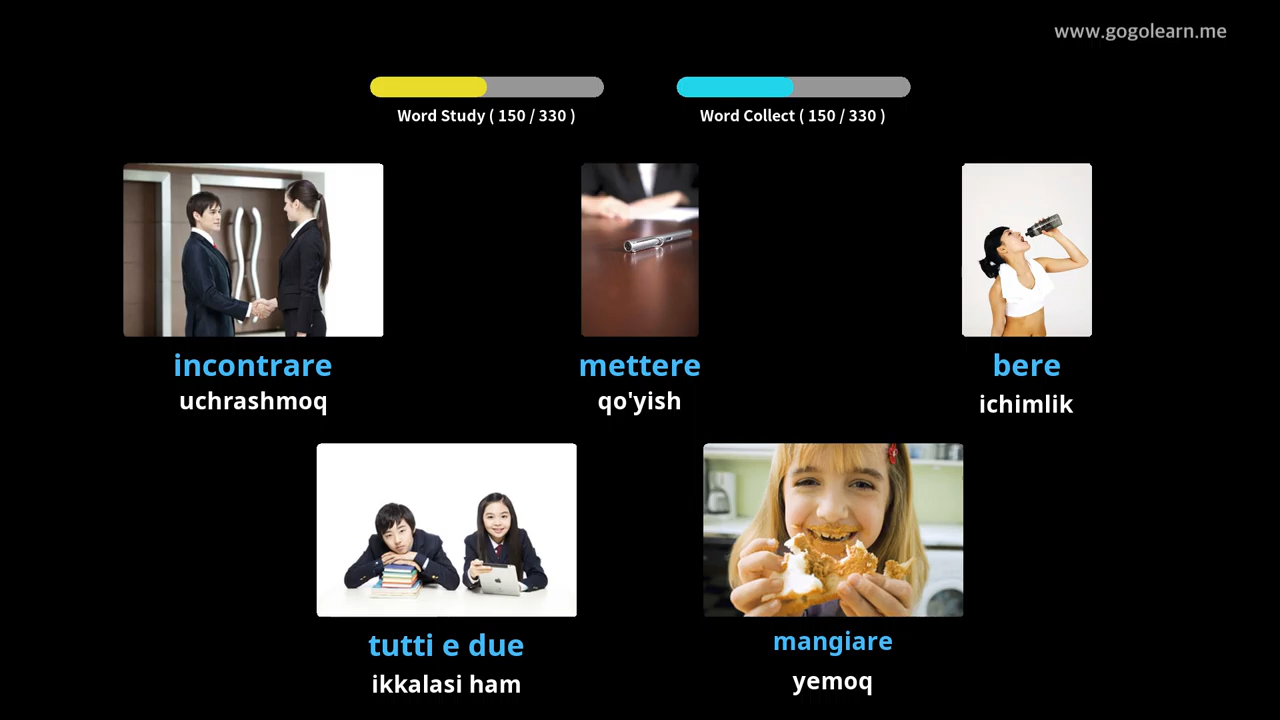 www.gogolearn.me
Word Study ( 150 / 330 )
Word Collect ( 150 / 330 )
incontrare
uchrashmoq
mettere
qo'yish
bere
ichimlik
tutti e due
ikkalasi ham
mangiare
yemoq